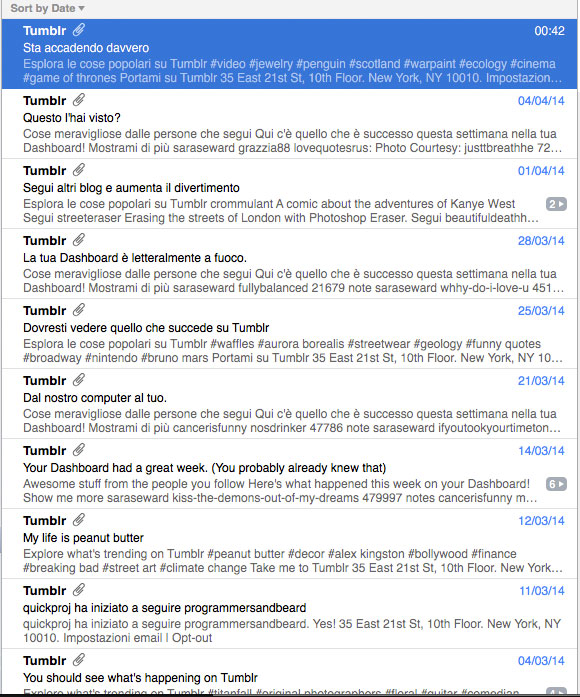 Sort by Date
Tumblr 00:42
Sta accadendo davvero
Esplora le cose popolari su Tumblr #video #jewelry #penguin #scotland #warpaint #ecology #cinema
#game of thrones Portami su Tumblr 35 East 21st St, 10th Floor. New York, NY 10010. Impostazion…
Tumblr 04/04/14
Questo l'hai visto?
Cose meravigliose dalle persone che segui Qui c'è quello che è successo questa settimana nella tua
Dashboard! Mostrami di più saraseward grazzia88 lovequotesrus: Photo Courtesy: justtbreathhe 72…
Tumblr 01/04/14
Segui altri blog e aumenta il divertimento
Esplora le cose popolari su Tumblr crommulant A comic about the adventures of Kanye West 2
Segui streeteraser Erasing the streets of London with Photoshop Eraser. Segui beautifuldeathh…
Tumblr 28/03/14
La tua Dashboard è letteralmente a fuoco.
Cose meravigliose dalle persone che segui Qui c'è quello che è successo questa settimana nella tua
Dashboard! Mostrami di più saraseward fullybalanced 21679 note saraseward whhy-do-i-love-u 451…
Tumblr 25/03/14
Dovresti vedere quello che succede su Tumblr
Esplora le cose popolari su Tumblr #waffles #aurora borealis #streetwear #geology #funny quotes
#broadway #nintendo #bruno mars Portami su Tumblr 35 East 21st St, 10th Floor. New York, NY 10…
Tumblr 21/03/14
Dal nostro computer al tuo.
Cose meravigliose dalle persone che segui Qui c'è quello che è successo questa settimana nella tua
Dashboard! Mostrami di più cancerisfunny nosdrinker 47786 note saraseward ifyoutookyourtimeton…
Tumblr 14/03/14
Your Dashboard had a great week. (You probably already knew that)
Awesome stuff from the people you follow Here's what happened this week on your Dashboard! 6
Show me more saraseward kiss-the-demons-out-of-my-dreams 479997 notes cancerisfunny m…
Tumblr 12/03/14
My life is peanut butter
Explore what's trending on Tumblr #peanut butter #decor #alex kingston #bollywood #finance
#breaking bad #street art #climate change Take me to Tumblr 35 East 21st St, 10th Floor. New York…
Tumblr 11/03/14
quickproj ha iniziato a seguire programmersandbeard
quickproj ha iniziato a seguire programmersandbeard. Yes! 35 East 21st St, 10th Floor. New York, NY
10010. Impostazioni email | Opt-out
Tumblr 04/03/14
You should see what's happening on Tumblr
Explore what's trending on Tumblr #titanfall #original photographers #floral #guitar #comedian